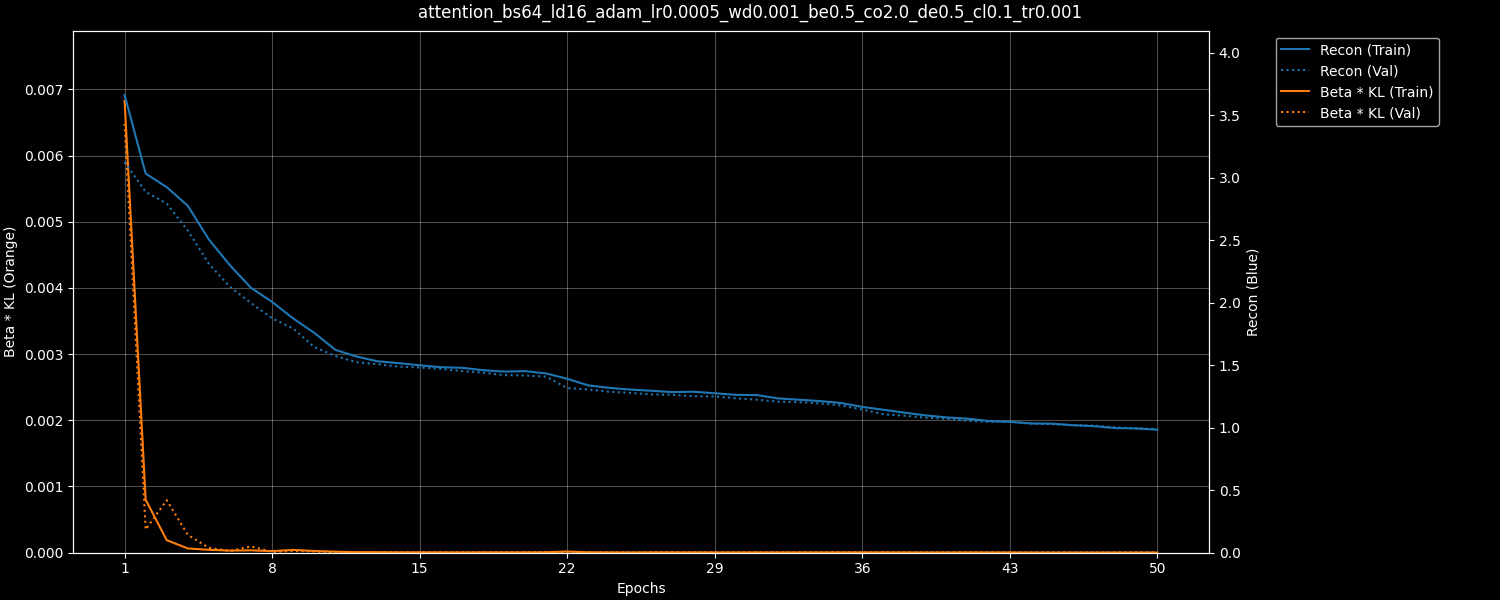 attention_bs64_ld16_adam_lr0.0005_wd0.001_be0.5_co2.0_de0.5_cl0.1_tr0.001
Recon (Train)
Recon (Val)
Beta * KL (Train)
Beta * KL (Val)
Beta * KL (Orange)
0.007
0.006
0.005
0.004
0.003
0.002
0.001
0.000
4.0
3.5
3.0
2.5
2.0
1.5
1.0
0.5
0.0
Recon (Blue)
1 8 15 22 29 36 43 50
Epochs